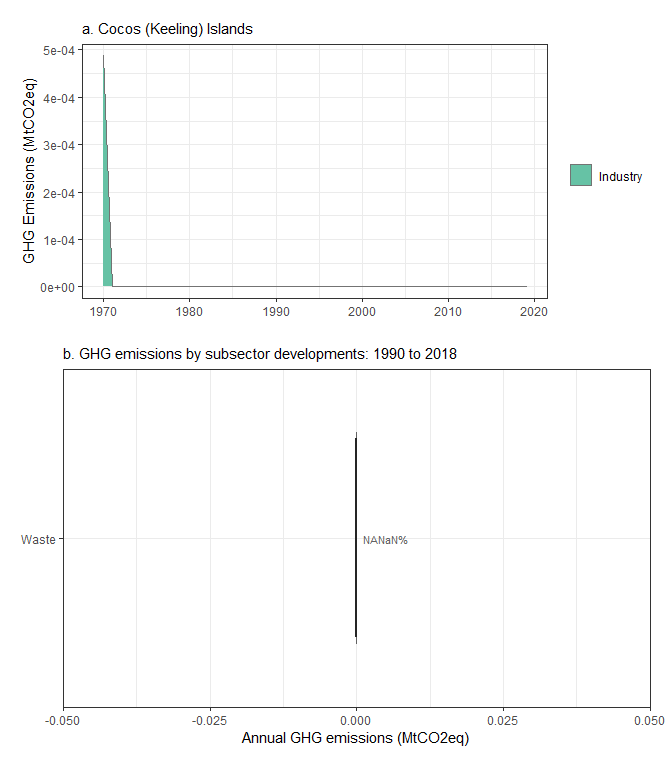 a. Cocos (Keeling) Islands
GHG Emissions (MtCO2eq)
5e-04
4e-04
3e-04
2e-04
1e-04
0e+00
1970 1980 1990 2000 2010 2020
Industry
b. GHG emissions by subsector developments: 1990 to 2018
Waste
NANaN%
-0.050 -0.025 0.000 0.025 0.050
Annual GHG emissions (MtCO2eq)